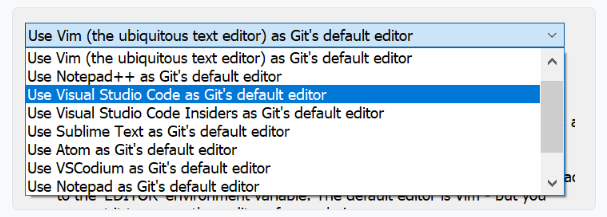 Use Vim (the ubiquitous text editor) as Git's default editor
Use Vim (the ubiquitous text editor) as Git's default editor
Use Notepad++ as Git's default editor
Use Visual Studio Code as Git's default editor
Use Visual Studio Code Insiders as Git's default editor
Use Sublime Text as Git's default editor
Use Atom as Git's default editor
Use VSCodium as Git's default editor
Use Notepad as Git's default editor
to the 'EDITOR' environment variable. The default editor is Vim - but you